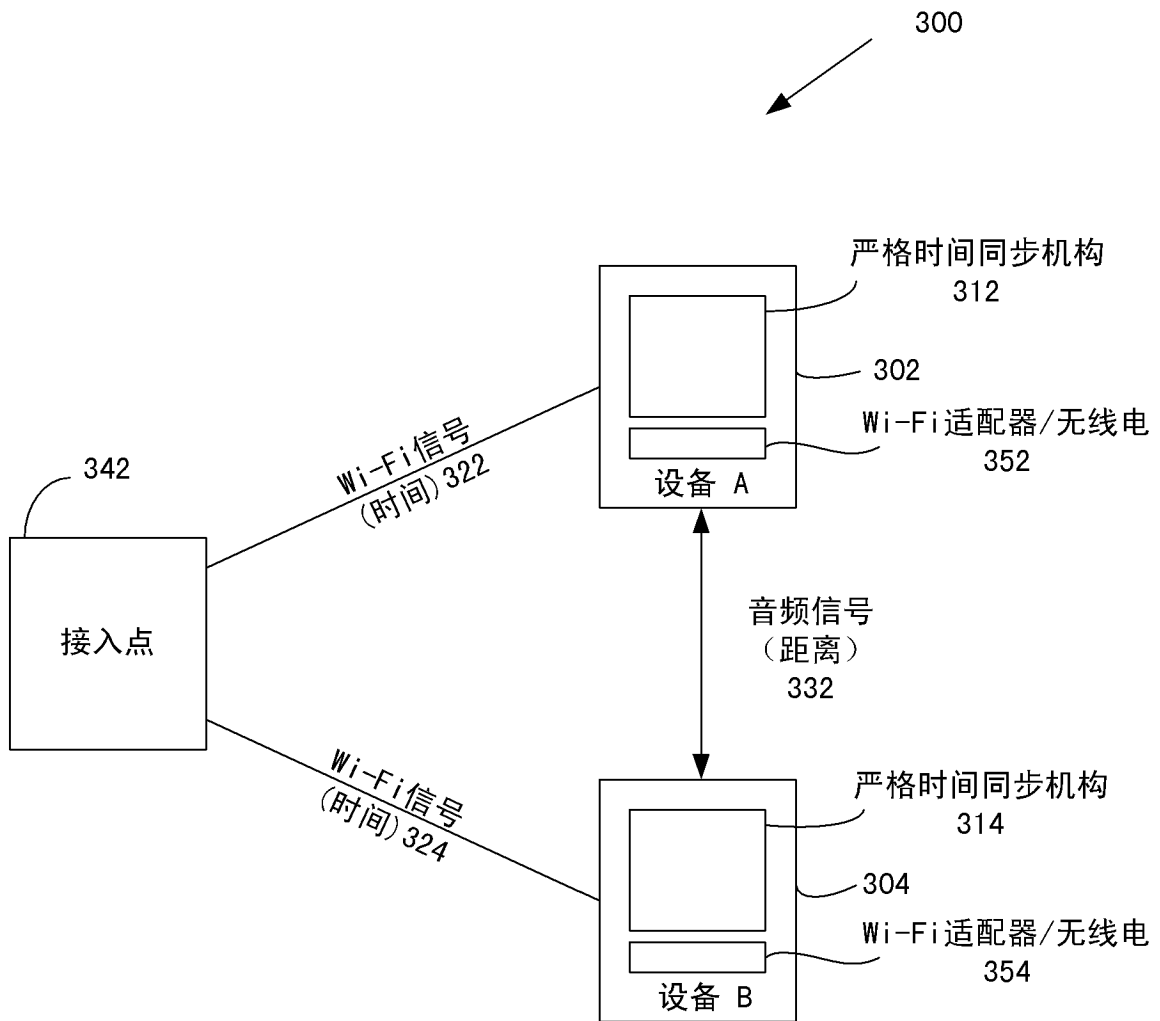 300
严格时间同步机构
312
302
Wi-Fi适配器/无线电
352
设备 A
Wi-Fi信号
(时间)322
342
接入点
音频信号
（距离）
332
Wi-Fi信号
(时间)324
严格时间同步机构
314
304
Wi-Fi适配器/无线电
354
设备 B